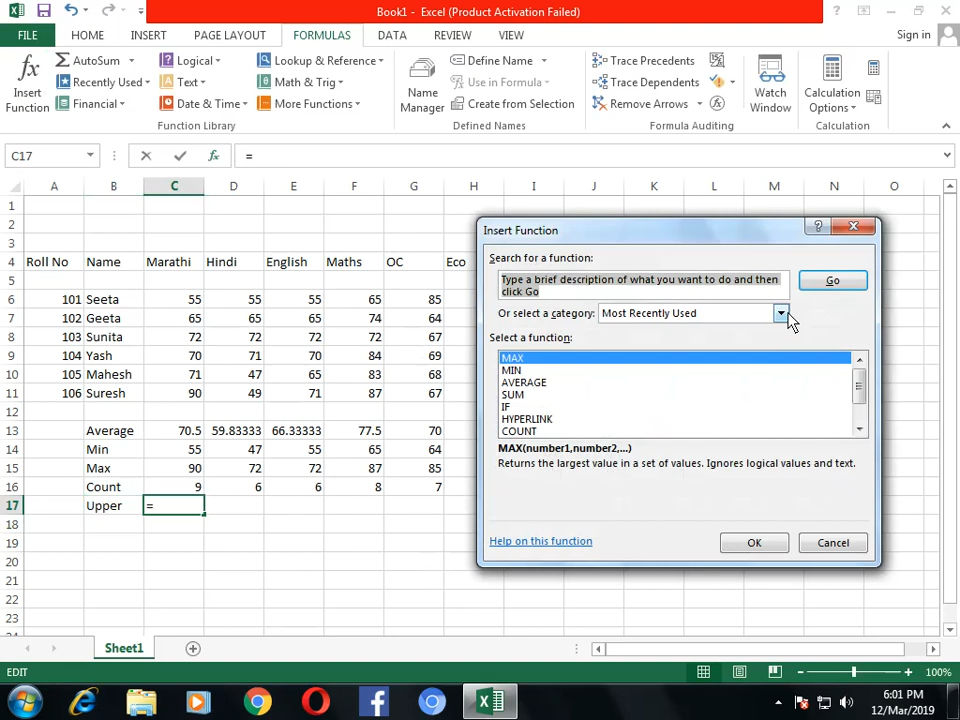 Book1 - Excel (Product Activation Failed)
FILE HOME INSERT PAGE LAYOUT FORMULAS DATA REVIEW VIEW Sign in
Insert Function
AutoSum
Recently Used
Financial
Logical
Text
Date & Time
Lookup & Reference
Math & Trig
More Functions
Function Library
Name Manager
Define Name
Use in Formula
Create from Selection
Defined Names
Trace Precedents
Trace Dependents
Remove Arrows
Formula Auditing
Watch Window
Calculation Options
Calculation
C17 fx =
A B C D E F G H I J K L M N O
1
2
3
4 Roll No Name Marathi Hindi English Maths OC Eco
5
6 101 Seeta 55 55 55 65 85
7 102 Geeta 65 65 55 74 64
8 103 Sunita 72 72 55 72 67
9 104 Yash 70 71 70 84 69
10 105 Mahesh 71 47 65 83 68
11 106 Suresh 90 49 71 87 67
12
13 Average 70.5 59.83333 66.33333 77.5 70
14 Min 55 47 55 65 64
15 Max 90 72 72 87 85
16 Count 9 6 6 8 7
17 Upper =
18
19
20
21
22
23
Insert Function
Search for a function:
Type a brief description of what you want to do and then
click Go
Go
Or select a category: Most Recently Used
Select a function:
MAX
MIN
AVERAGE
SUM
IF
HYPERLINK
COUNT
MAX(number1,number2,...)
Returns the largest value in a set of values. Ignores logical values and text.
Help on this function
OK
Cancel
Sheet1
EDIT
100%
6:01 PM
12/Mar/2019